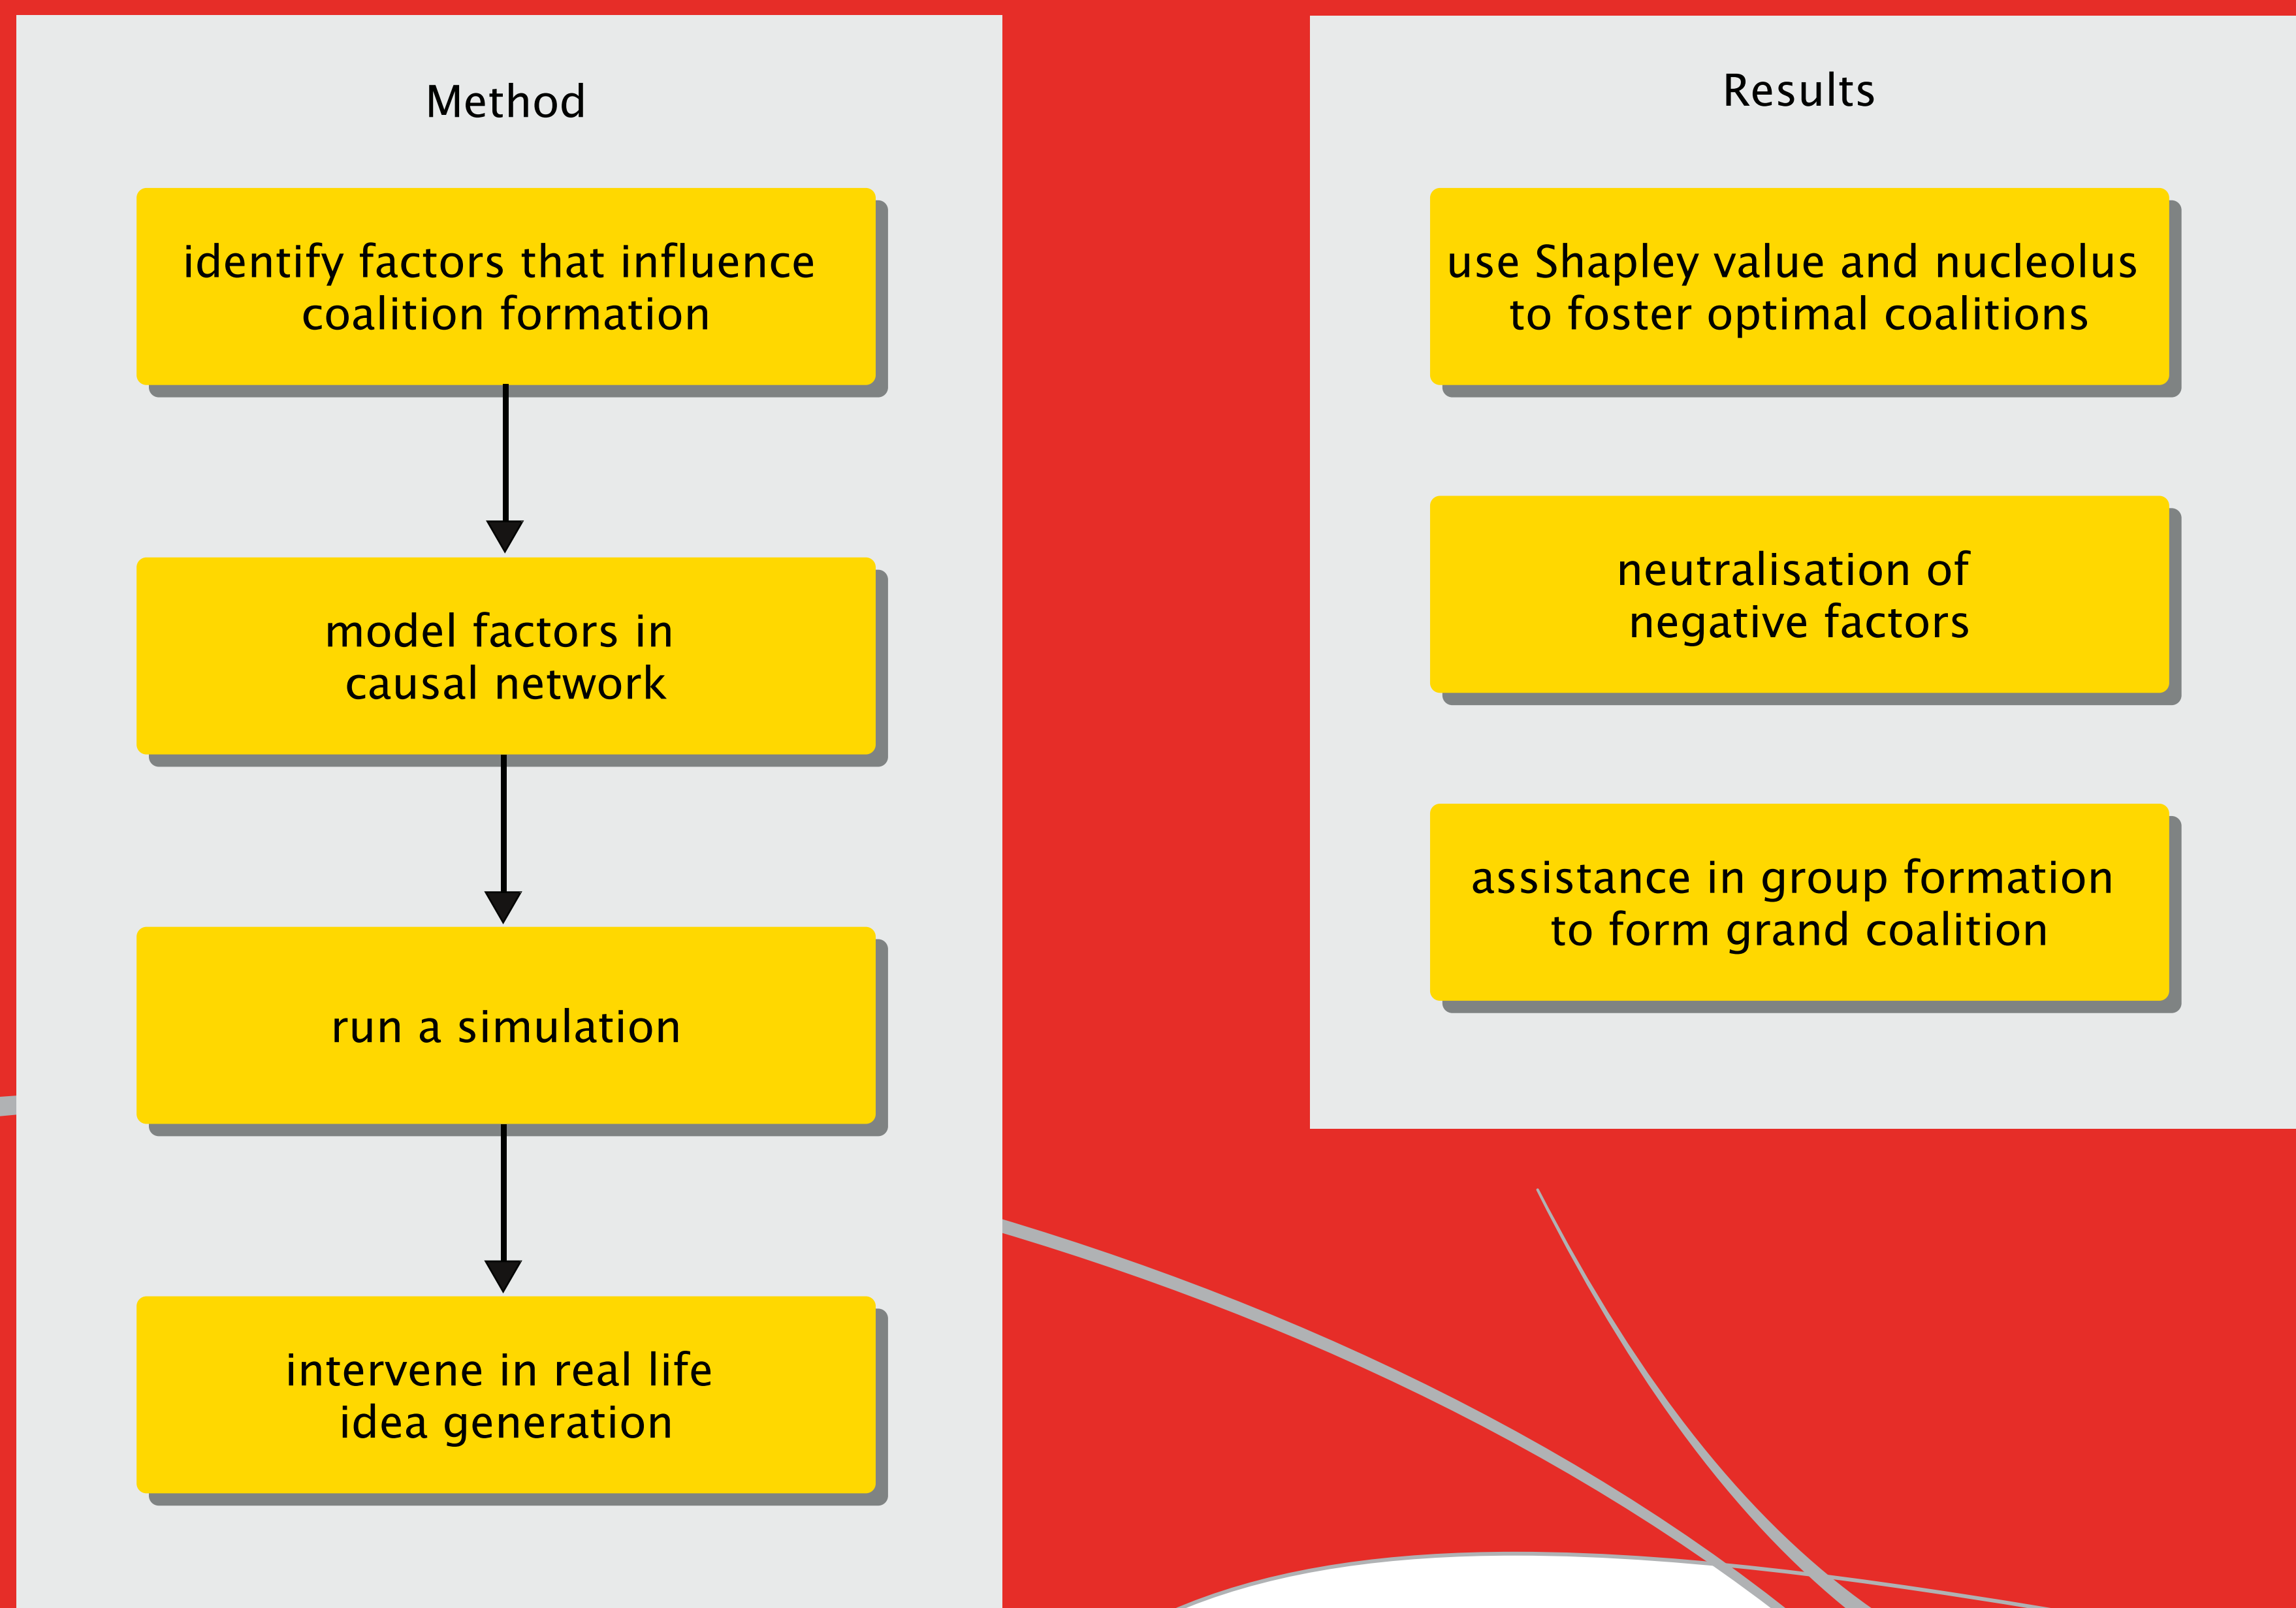 Method
identify factors that influence
coalition formation
model factors in
causal network
run a simulation
intervene in real life
idea generation
Results
use Shapley value and nucleolus
to foster optimal coalitions
neutralisation of
negative factors
assistance in group formation
to form grand coalition